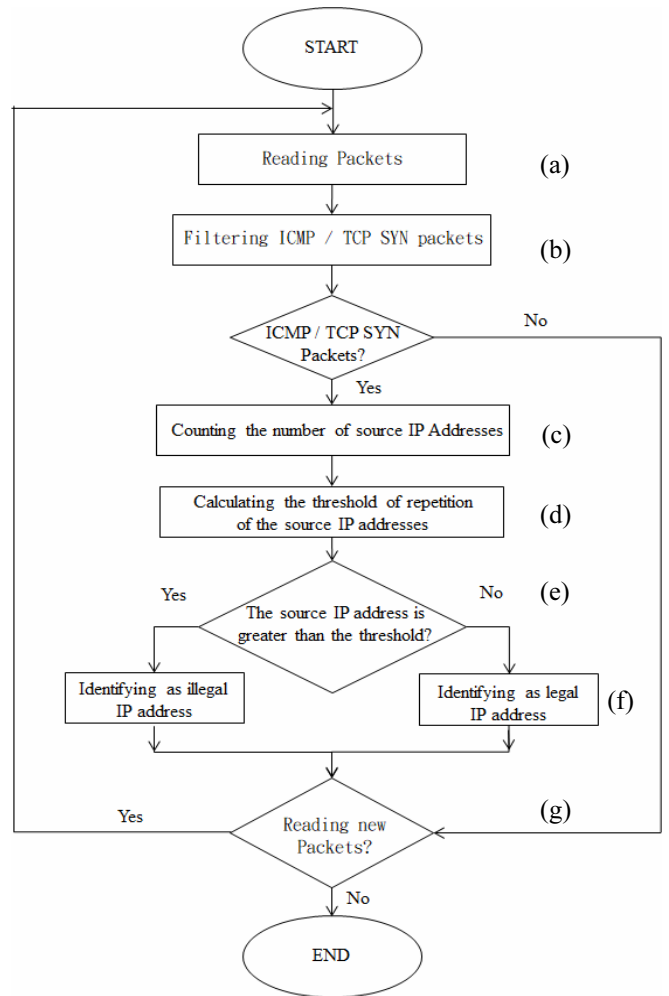 START
Reading Packets
(a)
Filtering ICMP / TCP SYN packets
(b)
ICMP / TCP SYN
Packets?
No
Yes
Counting the number of source IP Addresses
(c)
Calculating the threshold of repetition
of the source IP addresses
(d)
Yes
No
(e)
The source IP address is
greater than the threshold?
Identifying as illegal
IP address
Identifying as legal
IP address
(f)
Yes
Reading new
Packets?
(g)
No
END